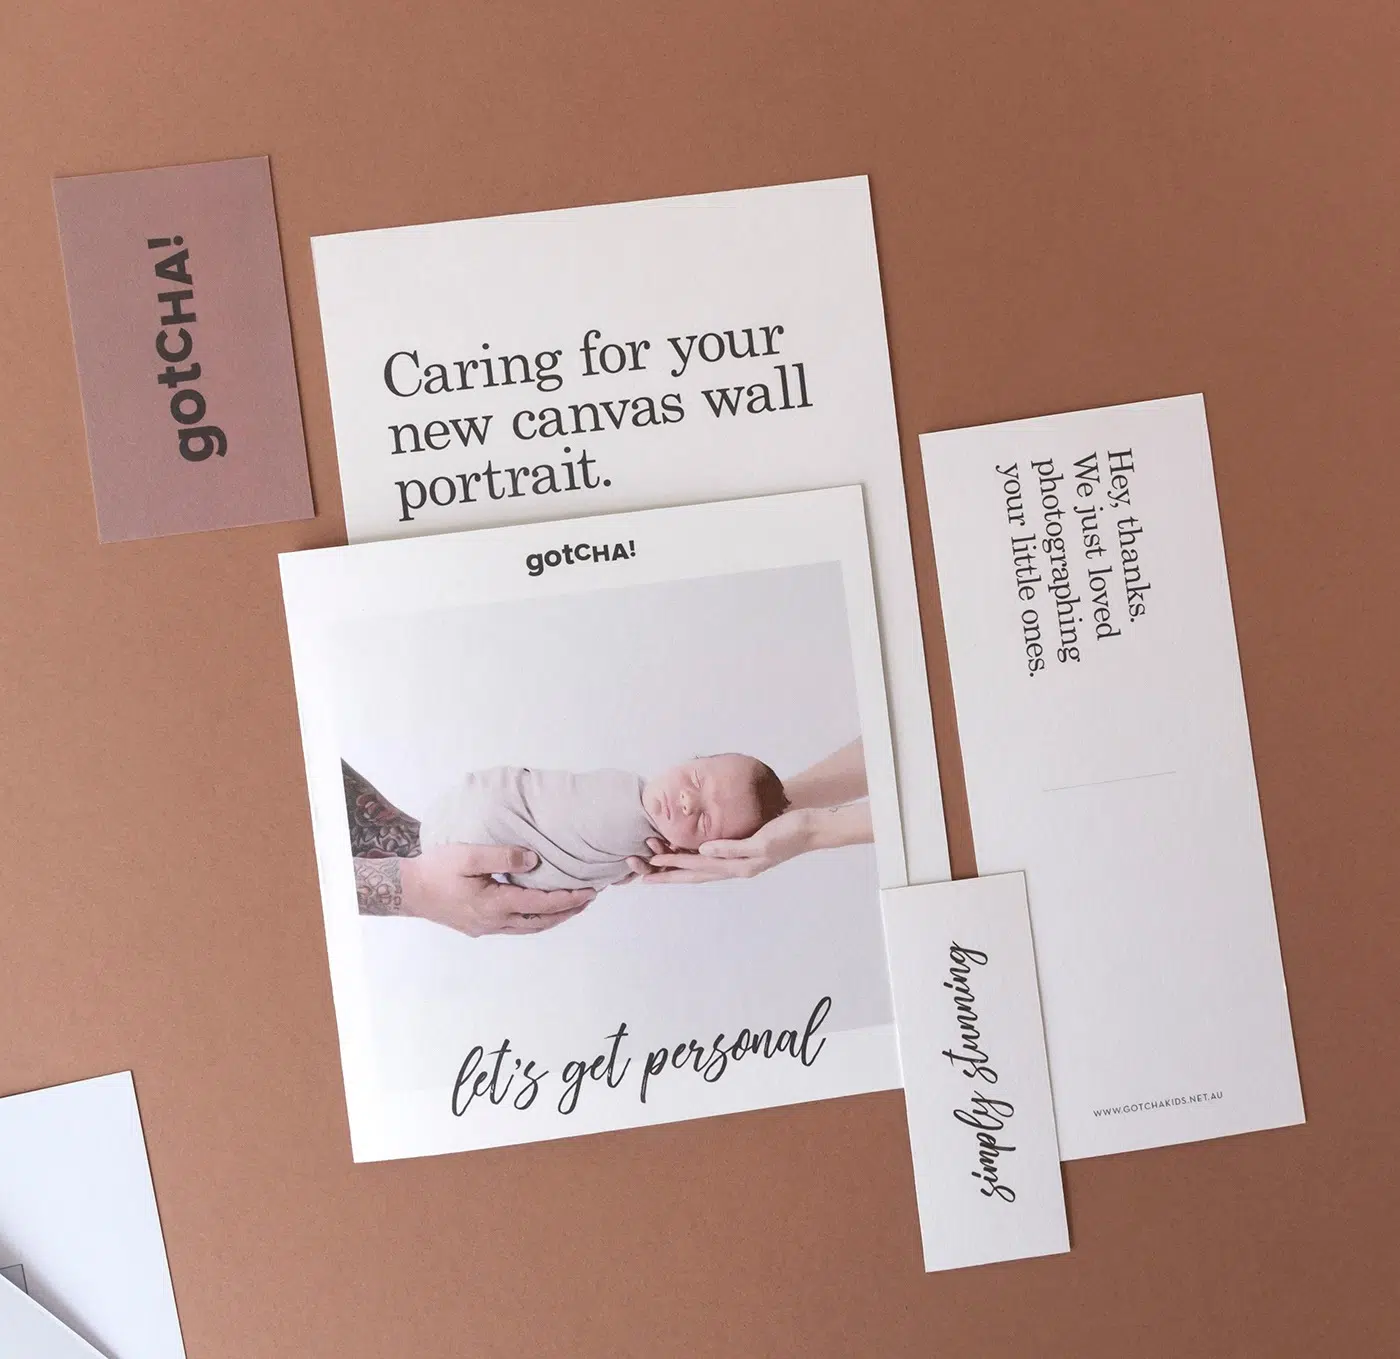 gotCHA!
Caring for your
new canvas wall
portrait.
gotCHA!
let's get personal
Hey, thanks.
We just loved
photographing
your little ones.
WWW.GOTCHAKIDS.NET.AU
simply stunning